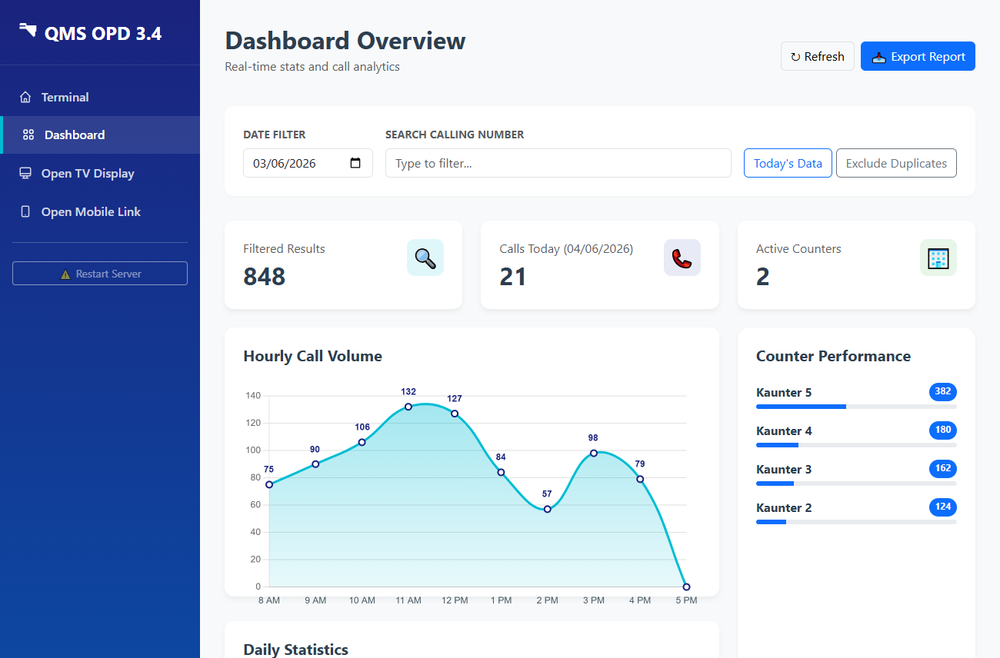 QMS OPD 3.4
Terminal
Dashboard
Open TV Display
Open Mobile Link
Restart Server
Dashboard Overview
Real-time stats and call analytics
↻ Refresh
Export Report
DATE FILTER
SEARCH CALLING NUMBER
03/06/2026
Type to filter...
Today's Data
Exclude Duplicates
Filtered Results
848
Calls Today (04/06/2026)
21
Active Counters
2
Hourly Call Volume
140
120
100
80
60
40
20
0
75
90
106
132
127
84
57
98
79
8 AM
9 AM
10 AM
11 AM
12 PM
1 PM
2 PM
3 PM
4 PM
5 PM
Counter Performance
Kaunter 5
382
Kaunter 4
180
Kaunter 3
162
Kaunter 2
124
Daily Statistics